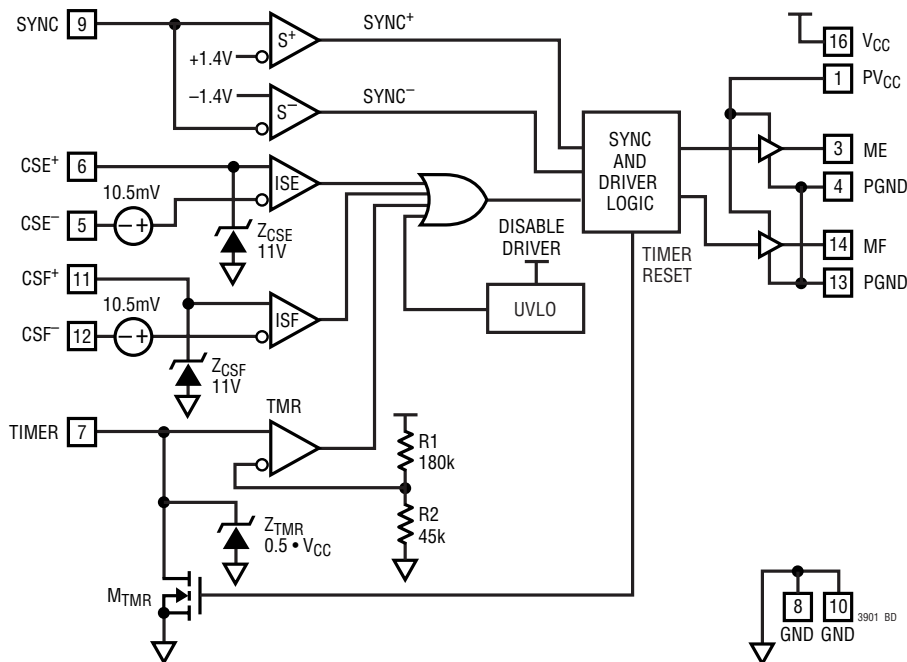 SYNC 9
S+
SYNC+
+1.4V
–1.4V
S–
SYNC–
16 VCC
1 PVCC
SYNC
AND
DRIVER
LOGIC
3 ME
4 PGND
14 MF
13 PGND
CSE+
6
10.5mV
CSE– 5
– +
ISE
ZCSE
11V
DISABLE
DRIVER
TIMER
RESET
UVLO
CSF+
11
10.5mV
CSF– 12
– +
ISF
ZCSF
11V
TIMER 7
TMR
R1
180k
R2
45k
ZTMR
0.5 • VCC
MTMR
8 10
GND GND
3901 BD